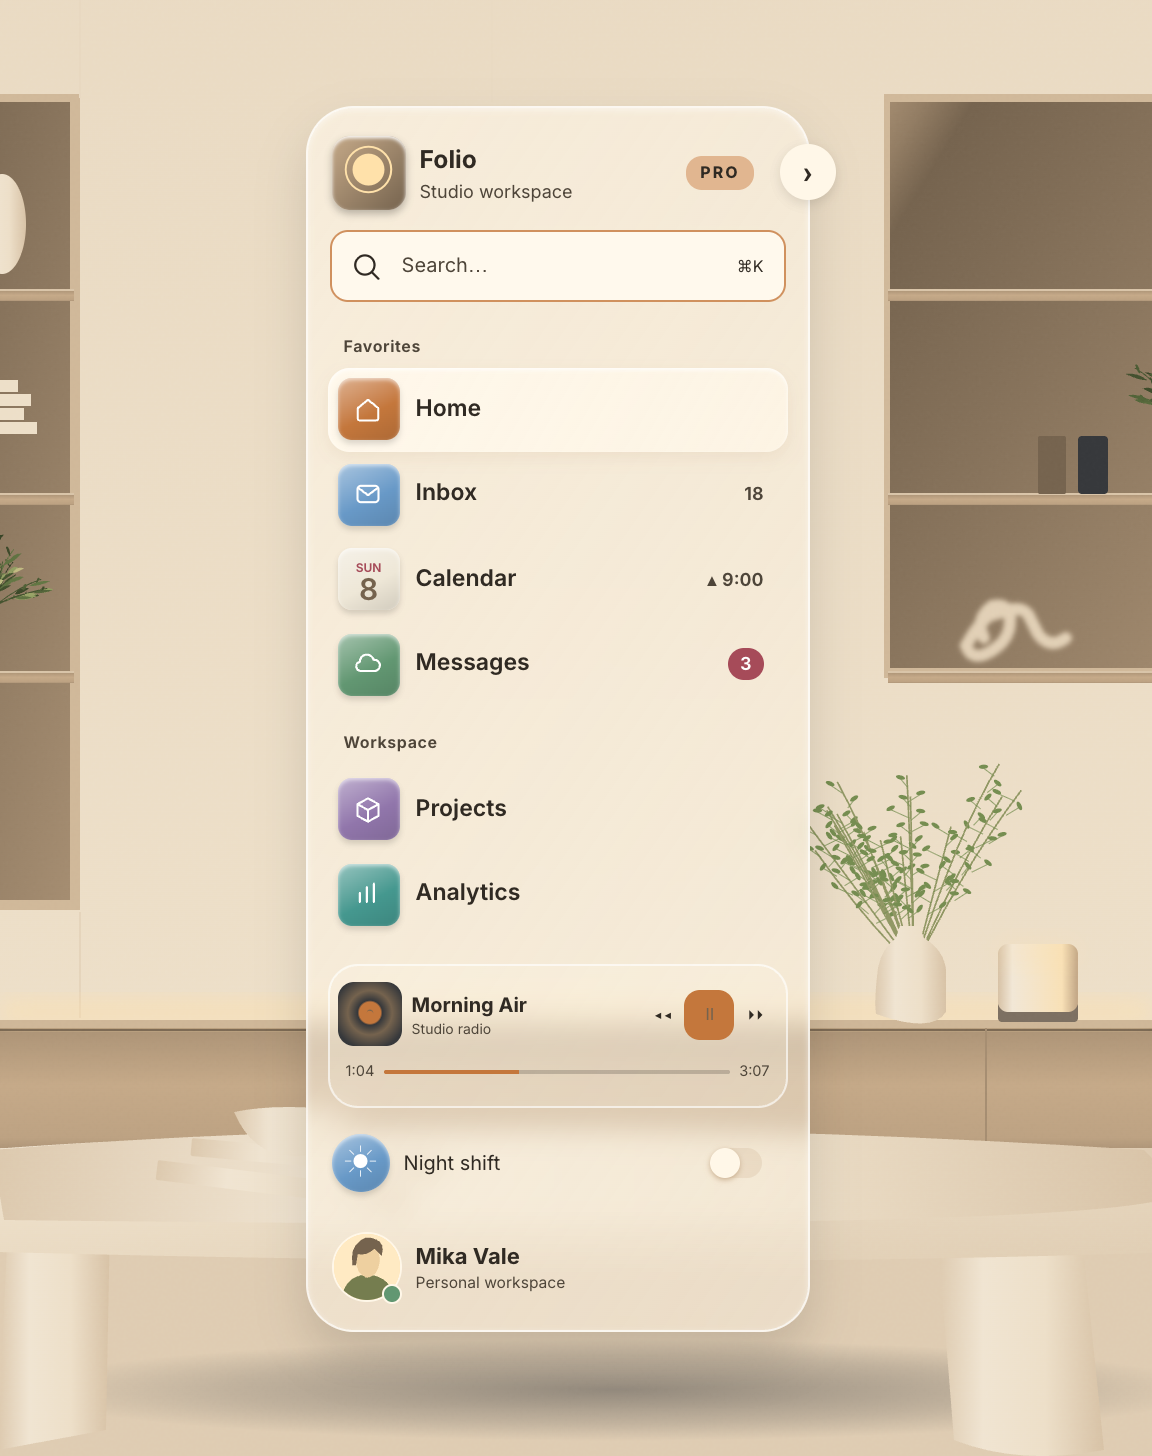 Folio
Studio workspace
PRO
Search...
⌘K
Favorites
Home
Inbox
18
SUN
8
Calendar
▲ 9:00
Messages
3
Workspace
Projects
Analytics
Morning Air
Studio radio
1:04
3:07
Night shift
Mika Vale
Personal workspace